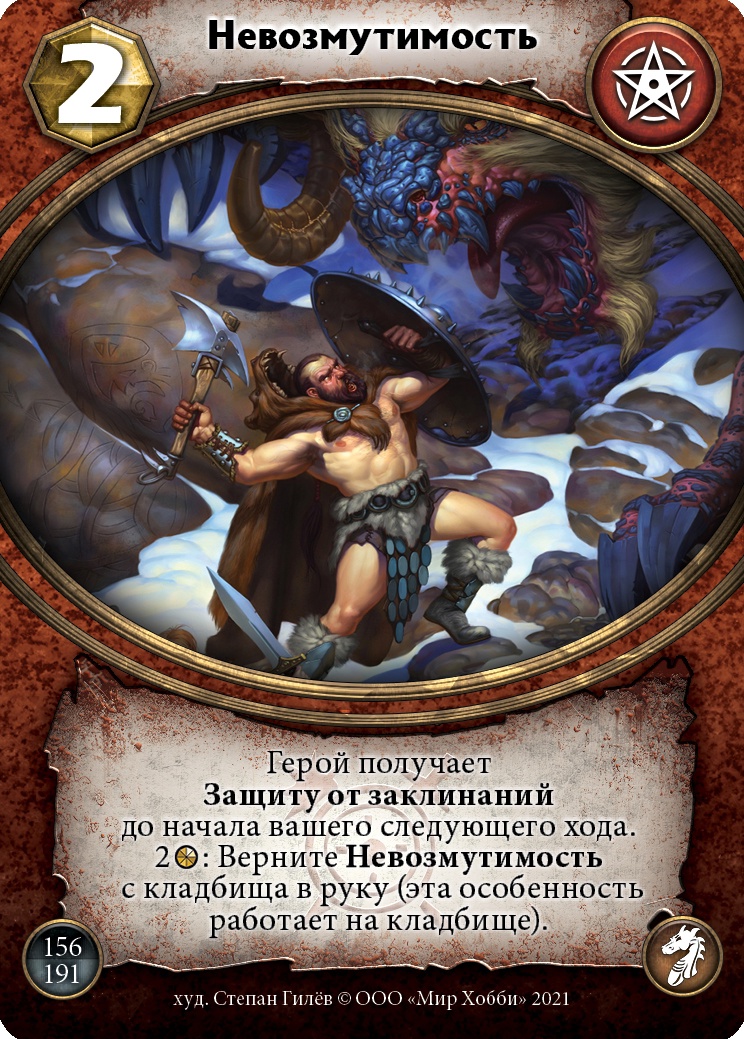 2
Невозмутимость
Герой получает
Защиту от заклинаний
до начала вашего следующего хода.
2 : Верните Невозмутимость
с кладбища в руку (эта особенность
работает на кладбище).
156
191
худ. Степан Гилёв © ООО «Мир Хобби» 2021